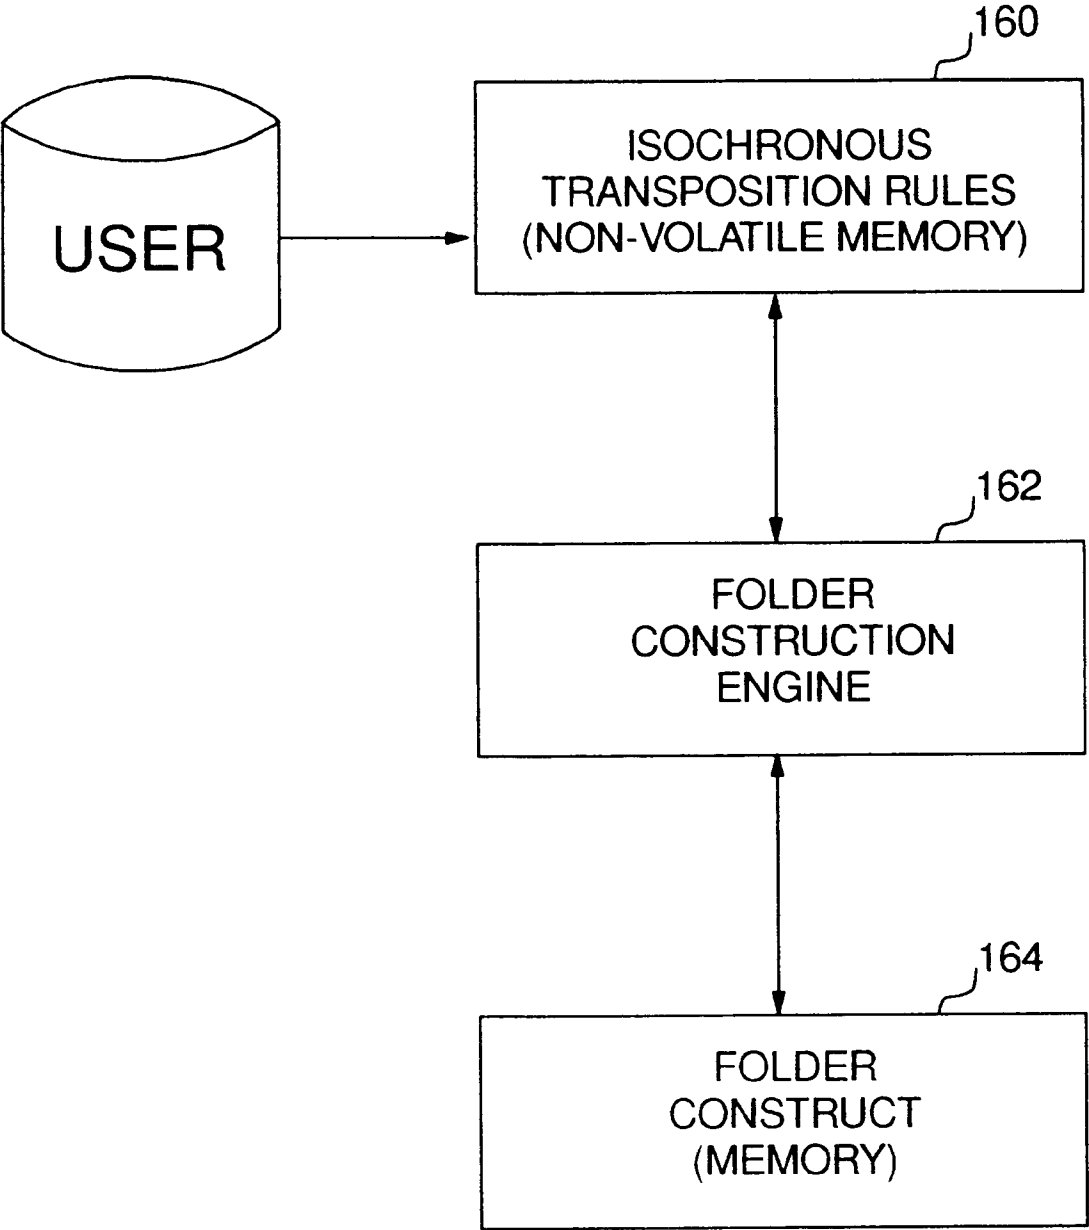 160
USER
ISOCHRONOUS
TRANSPOSITION RULES
(NON-VOLATILE MEMORY)
162
FOLDER
CONSTRUCTION
ENGINE
164
FOLDER
CONSTRUCT
(MEMORY)